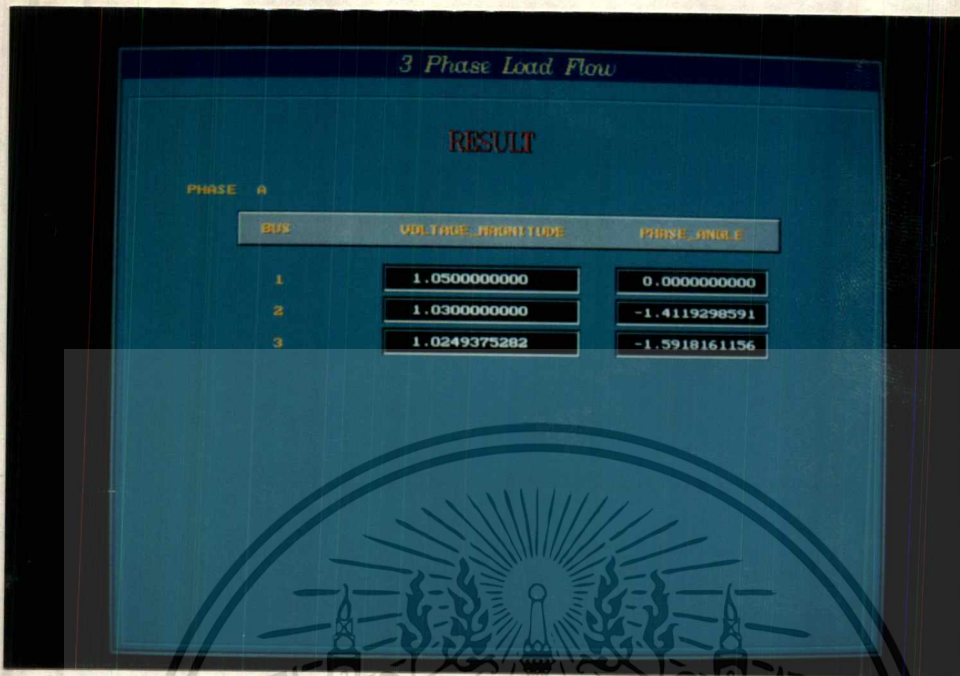 3 Phase Load Flow
RESULT
PHASE A
BUS VOLTAGE_MAGNITUDE PHASE_ANGLE
1 1.0500000000 0.0000000000
2 1.0300000000 -1.4119298591
3 1.0249375282 -1.5918161156